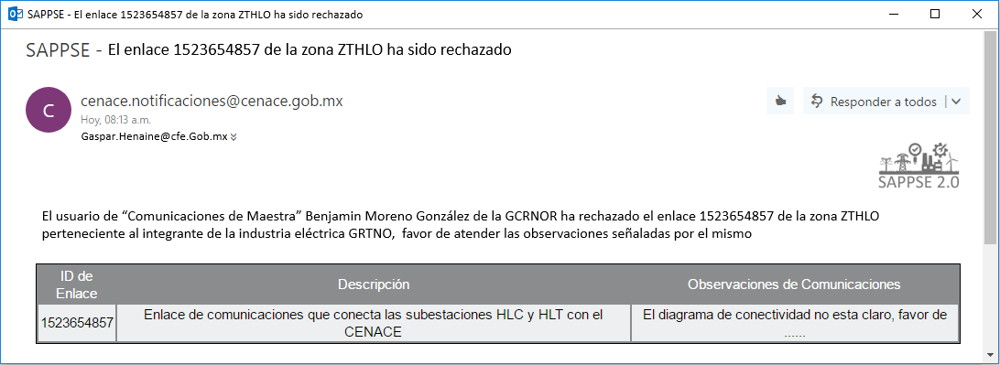 SAPPSE - El enlace 1523654857 de la zona ZTHLO ha sido rechazado
SAPPSE - El enlace 1523654857 de la zona ZTHLO ha sido rechazado
C
cenace.notificaciones@cenace.gob.mx
Hoy, 08:13 a.m.
Gaspar.Henaine@cfe.Gob.mx
Responder a todos
SAPPSE 2.0
El usuario de “Comunicaciones de Maestra” Benjamin Moreno González de la GCRNOR ha rechazado el enlace 1523654857 de la zona ZTHLO
perteneciente al integrante de la industria eléctrica GRTNO, favor de atender las observaciones señaladas por el mismo
ID de
Enlace
Descripción
Observaciones de Comunicaciones
1523654857
Enlace de comunicaciones que conecta las subestaciones HLC y HLT con el
CENACE
El diagrama de conectividad no esta claro, favor de
......